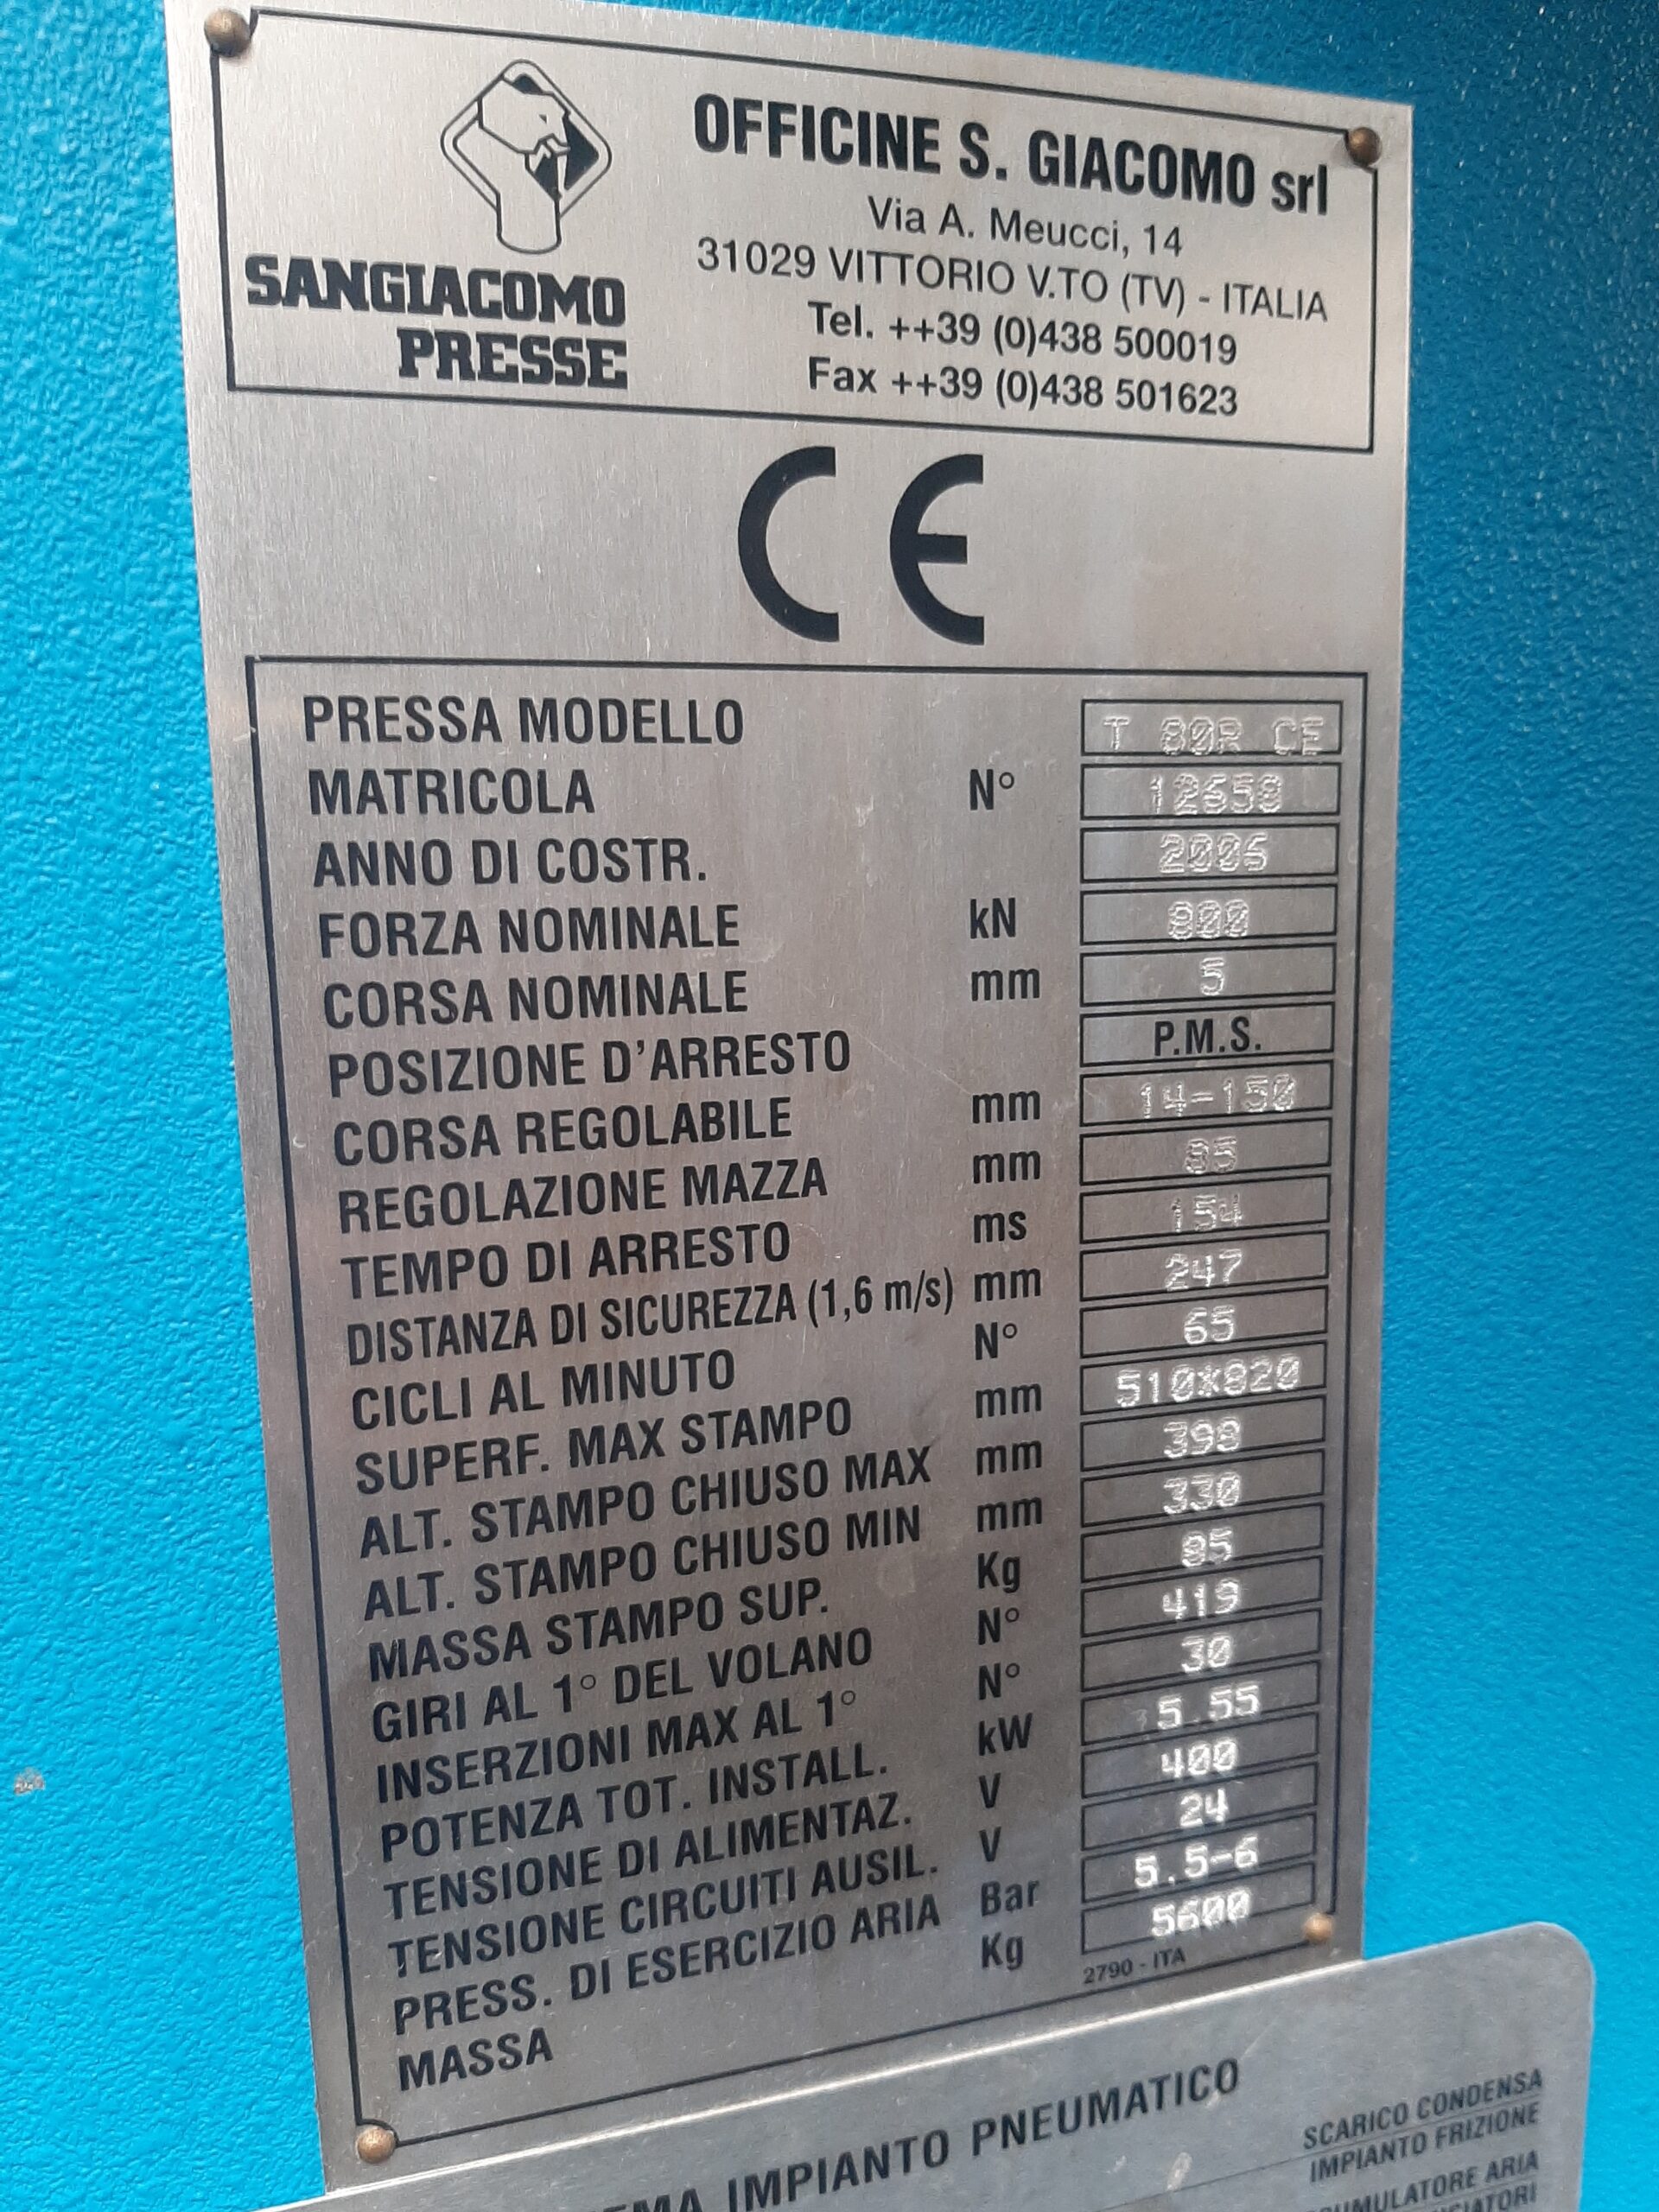 SANGIACOMO
PRESSE
OFFICINE S. GIACOMO srl
Via A. Meucci, 14
31029 VITTORIO V.TO (TV) - ITALIA
Tel. ++39 (0)438 500019
Fax ++39 (0)438 501623
CE
PRESSA MODELLO T 80R CE
MATRICOLA N° 12658
ANNO DI COSTR. 2005
FORZA NOMINALE kN 800
CORSA NOMINALE mm 5
POSIZIONE D'ARRESTO P.M.S.
CORSA REGOLABILE mm 14-150
REGOLAZIONE MAZZA mm 85
TEMPO DI ARRESTO ms 154
DISTANZA DI SICUREZZA (1,6 m/s) mm 247
CICLI AL MINUTO N° 65
SUPERF. MAX STAMPO mm 510*820
ALT. STAMPO CHIUSO MAX mm 398
ALT. STAMPO CHIUSO MIN mm 330
MASSA STAMPO SUP. Kg 85
GIRI AL 1° DEL VOLANO N° 419
INSERZIONI MAX AL 1° N° 30
POTENZA TOT. INSTALL. kW 5.55
TENSIONE DI ALIMENTAZ. V 400
TENSIONE CIRCUITI AUSIL. V 24
PRESS. DI ESERCIZIO ARIA Bar 5.5-6
MASSA Kg 5600
2790 - ITA
IMPIANTO PNEUMATICO
SCARICO CONDENSA
IMPIANTO FRIZIONE
ARIA